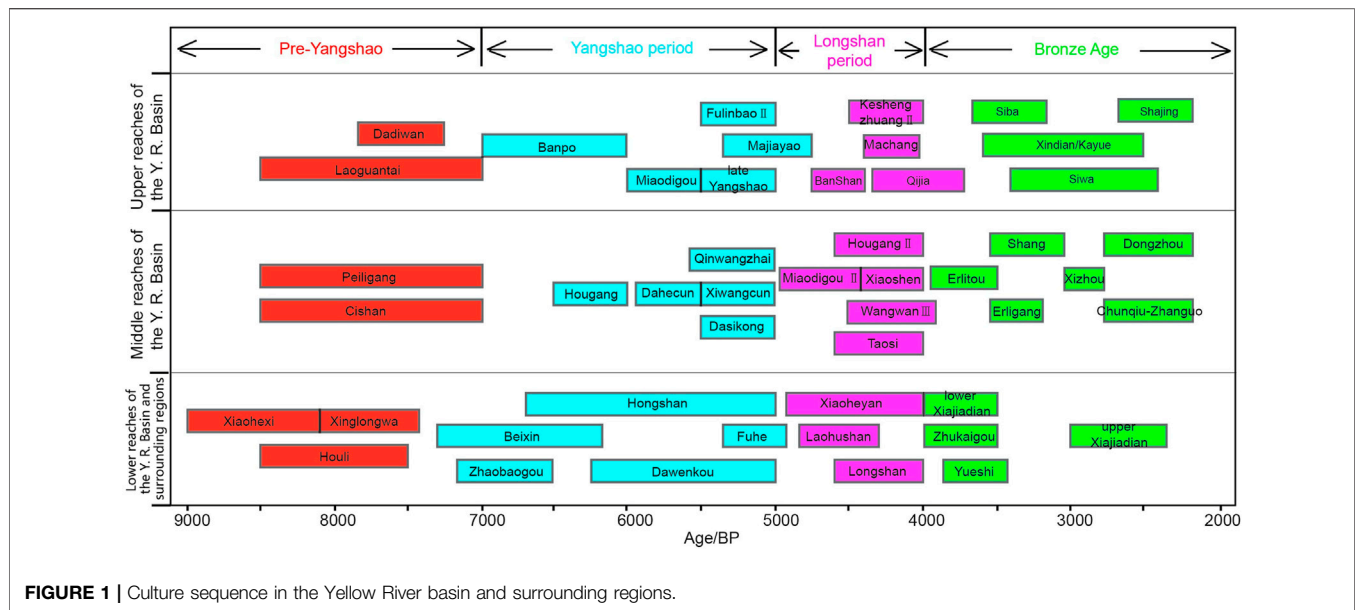 Pre-Yangshao
Yangshao period
Longshan
period
Bronze Age
Upper reaches of
the Y. R. Basin
Fulinbao Ⅱ
Kesheng
zhuang Ⅱ
Siba
Shajing
Dadiwan
Banpo
Majiayao
Machang
Xindian/Kayue
Laoguantai
Miaodigou
late
Yangshao
BanShan
Qijia
Siwa
Middle reaches of
the Y. R. Basin
Hougang Ⅱ
Shang
Dongzhou
Qinwangzhai
Peiligang
Miaodigou Ⅱ
Xiaoshen
Erlitou
Xizhou
Hougang
Dahecun
Xiwangcun
Cishan
Wangwan Ⅲ
Erligang
Chunqiu-Zhanguo
Dasikong
Taosi
Lower reaches of
the Y. R. Basin and
surrounding regions
Hongshan
Xiaoheyan
lower
Xiajiadian
Xiaohexi
Xinglongwa
Beixin
Fuhe
Laohushan
Zhukaigou
upper
Xiajiadian
Houli
Zhaobaogou
Dawenkou
Longshan
Yueshi
9000 8000 7000 6000 5000 4000 3000 2000
Age/BP
FIGURE 1 | Culture sequence in the Yellow River basin and surrounding regions.